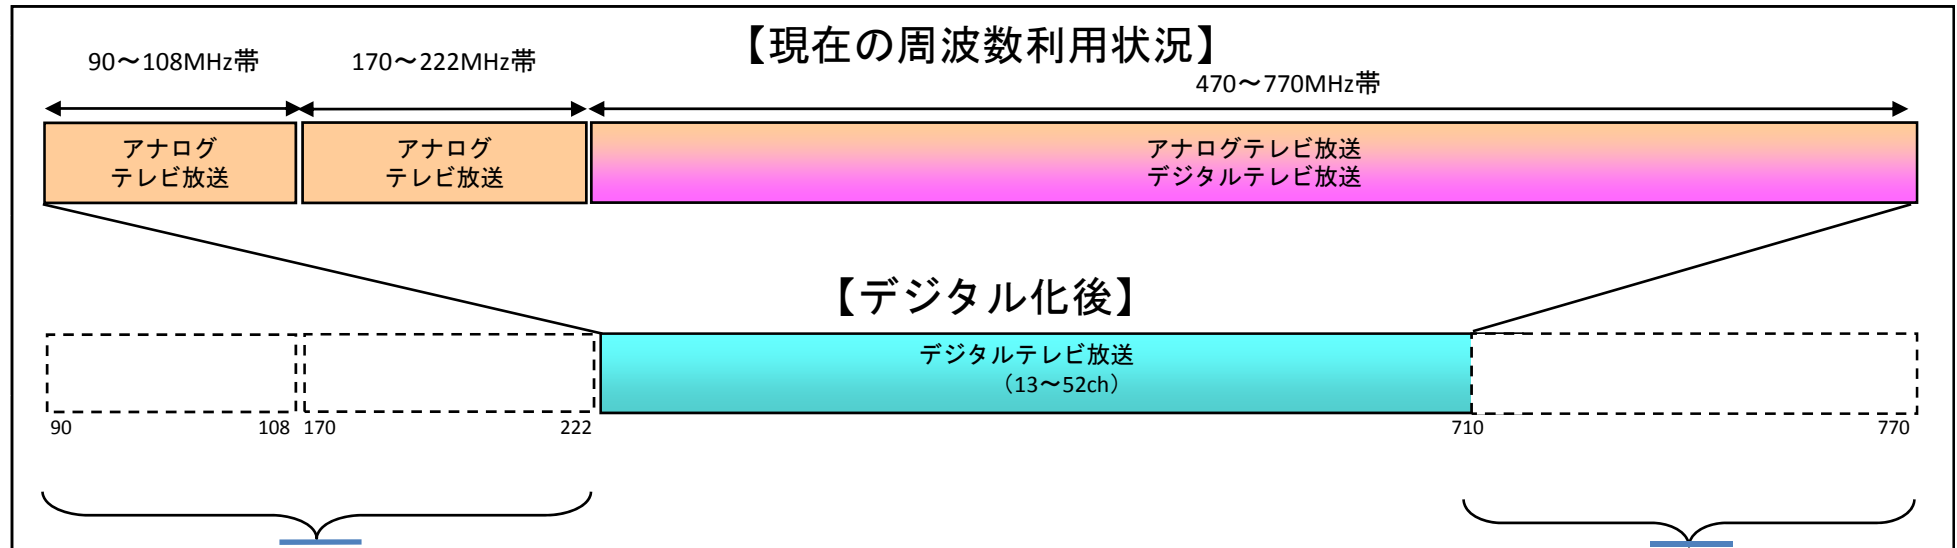 【現在の周波数利用状況】
90～108MHz帯
170～222MHz帯
470～770MHz帯
アナログ
テレビ放送
アナログ
テレビ放送
アナログテレビ放送
デジタルテレビ放送
【デジタル化後】
デジタルテレビ放送
（13～52ch）
90
108
170
222
710
770